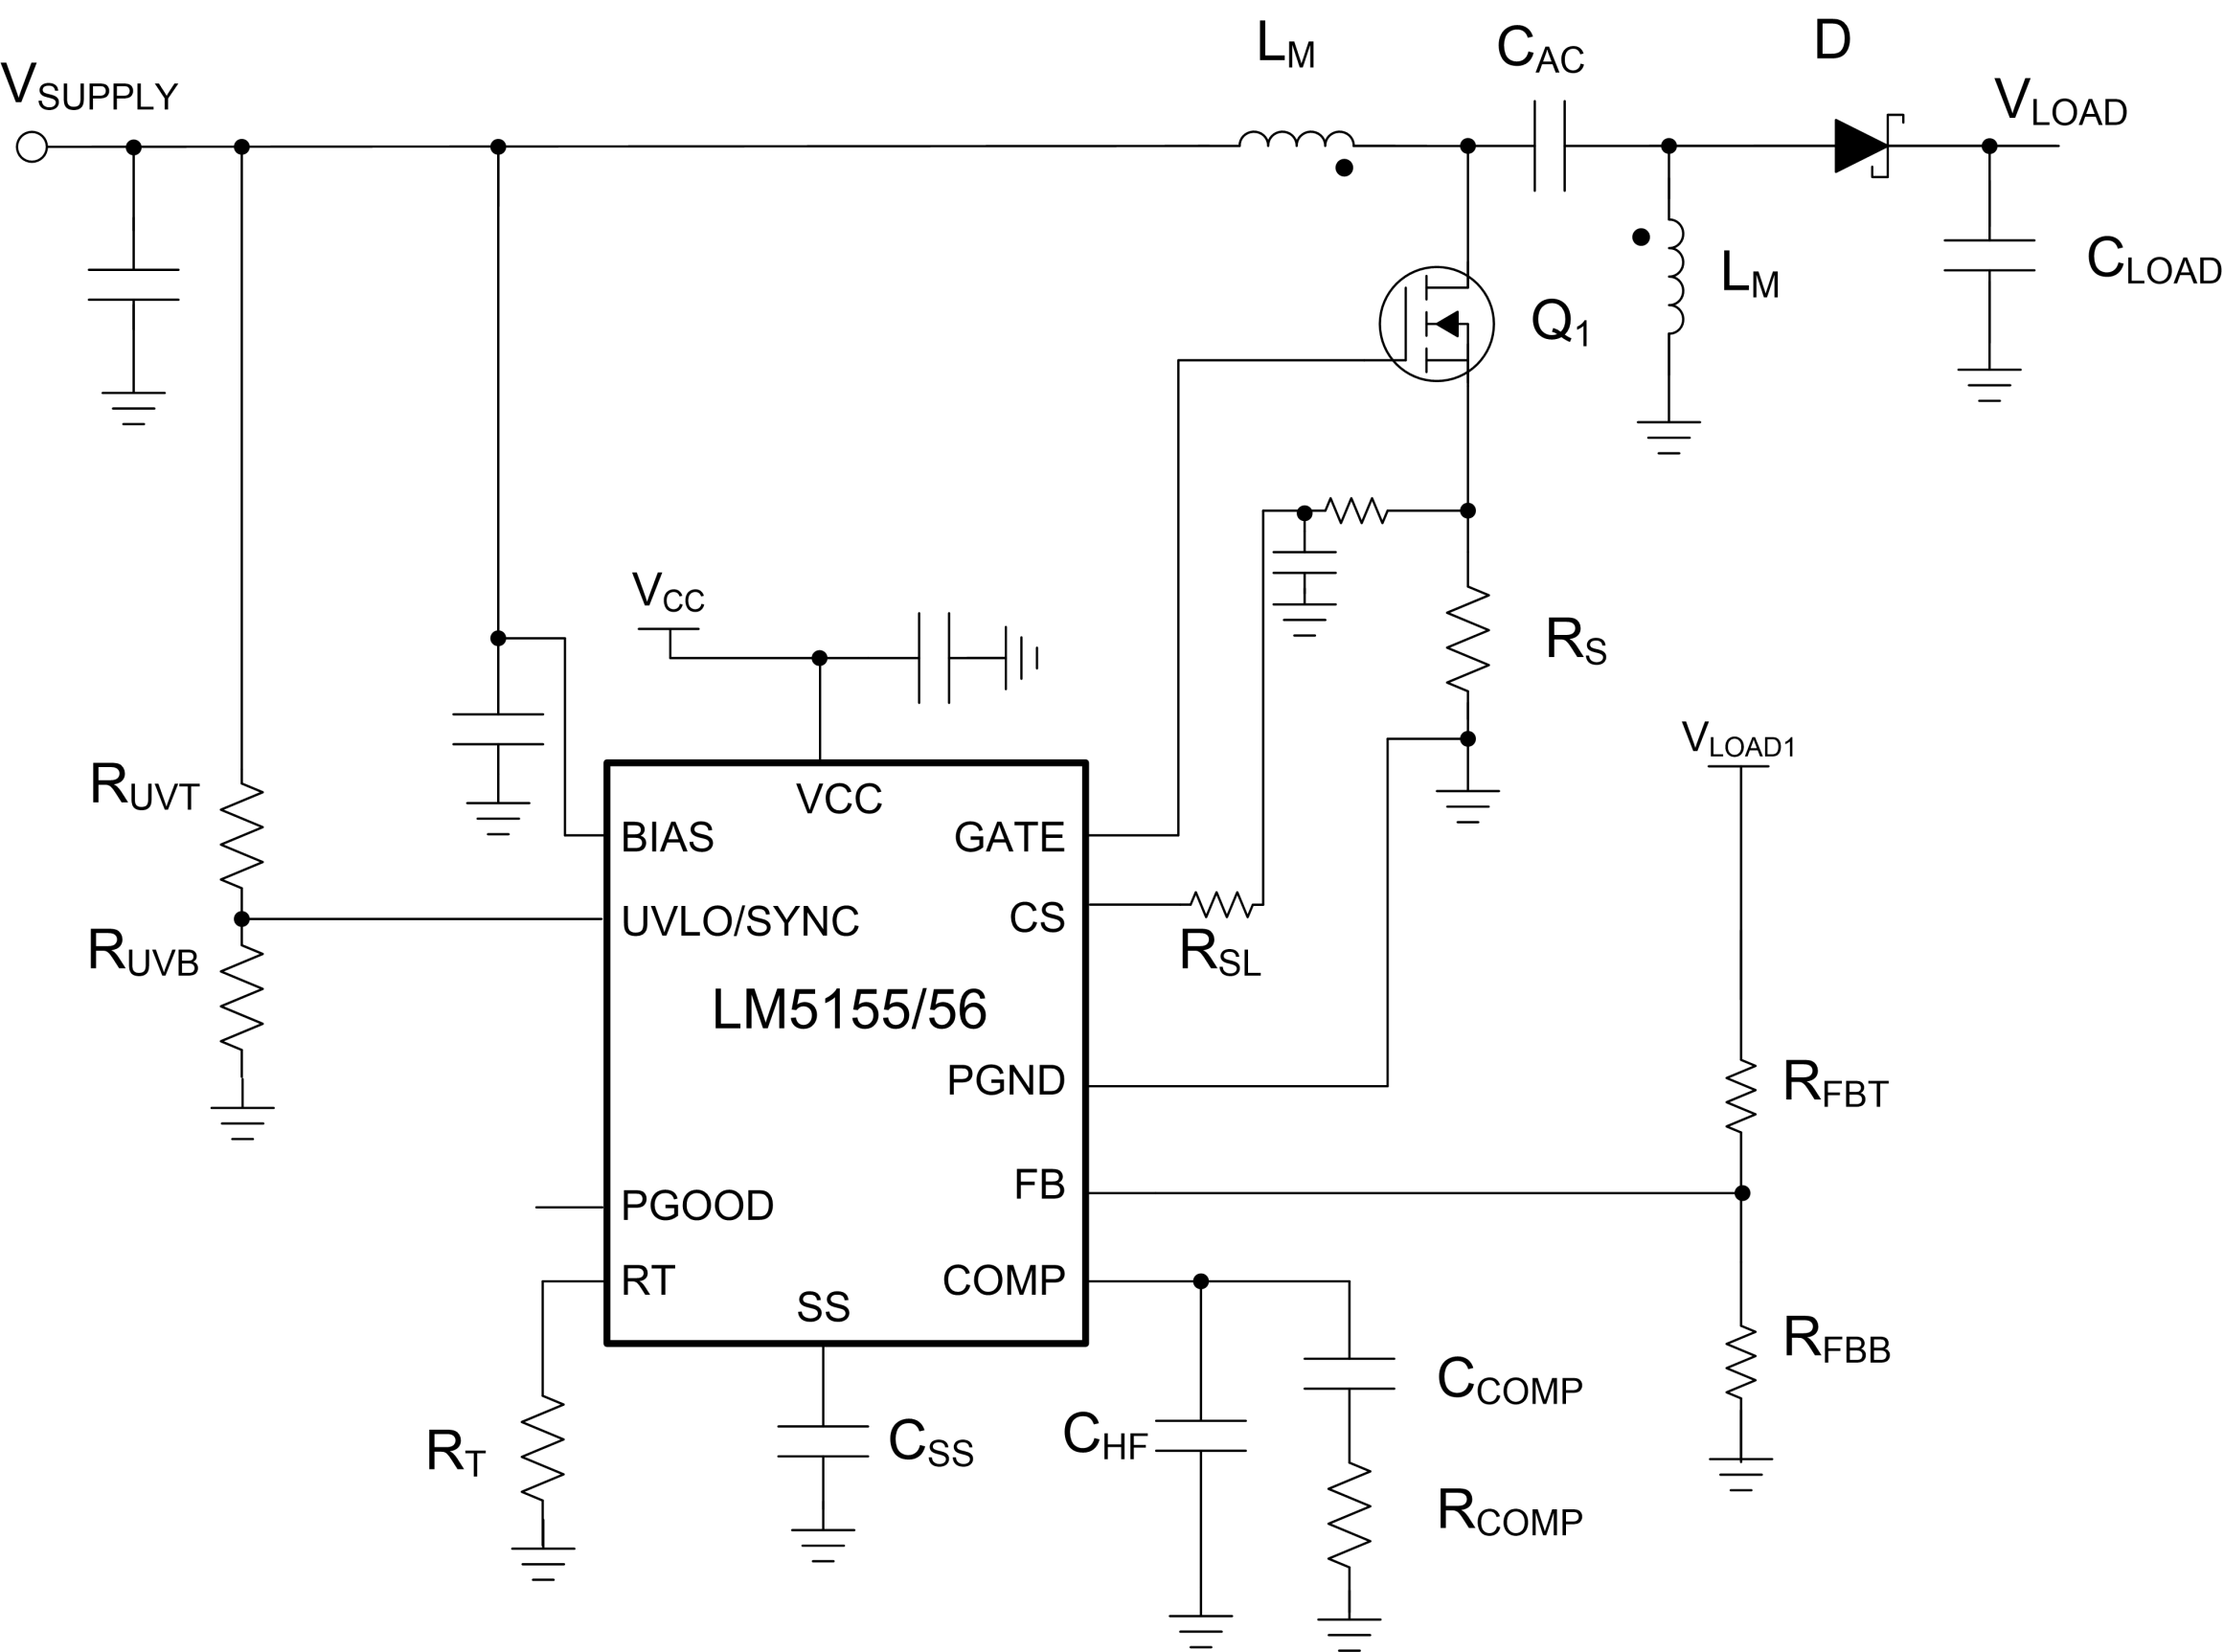 VSUPPLY
LM
CAC
D
VLOAD
CLOAD
LM
Q1
VCC
RS
VLOAD1
RUVT
RUVB
VCC
BIAS
GATE
UVLO/SYNC
CS
RSL
LM5155/56
PGND
RFBT
FB
PGOOD
RT
COMP
SS
RFBB
CCOMP
CHF
CSS
RT
RCOMP